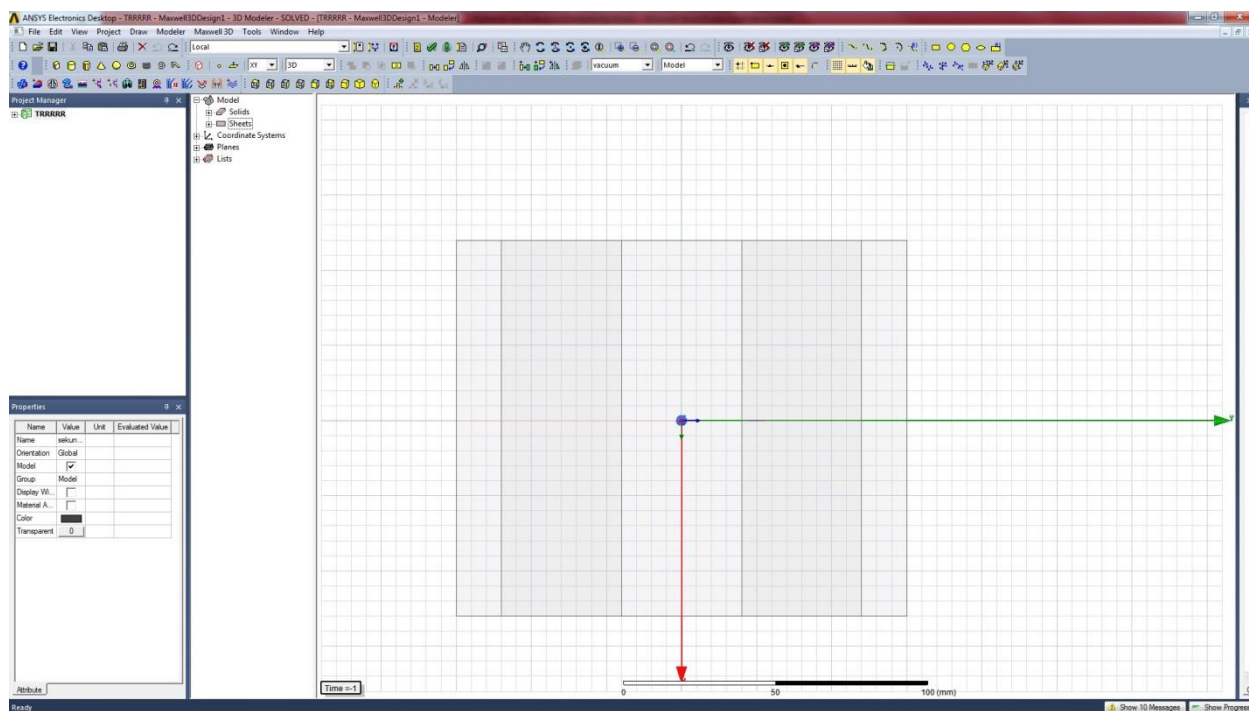 ANSYS Electronics Desktop - TRRRRR - Maxwell3DDesign1 - 3D Modeler - SOLVED - [TRRRRR - Maxwell3DDesign1 - Modeler]
File Edit View Project Draw Modeler Maxwell 3D Tools Window Help
Local
XY 3D vacuum Model
Project Manager
TRRRRR
Model
Solids
Sheets
Coordinate Systems
Planes
Lists
Properties
Name Value Unit Evaluated Value
Name sekun...
Orientation Global
Model
Group Model
Display Wi...
Material A...
Color
Transparent 0
Attribute
Y
Time =-1
0 50 100 (mm)
Ready
Show 10 Messages Show Progress